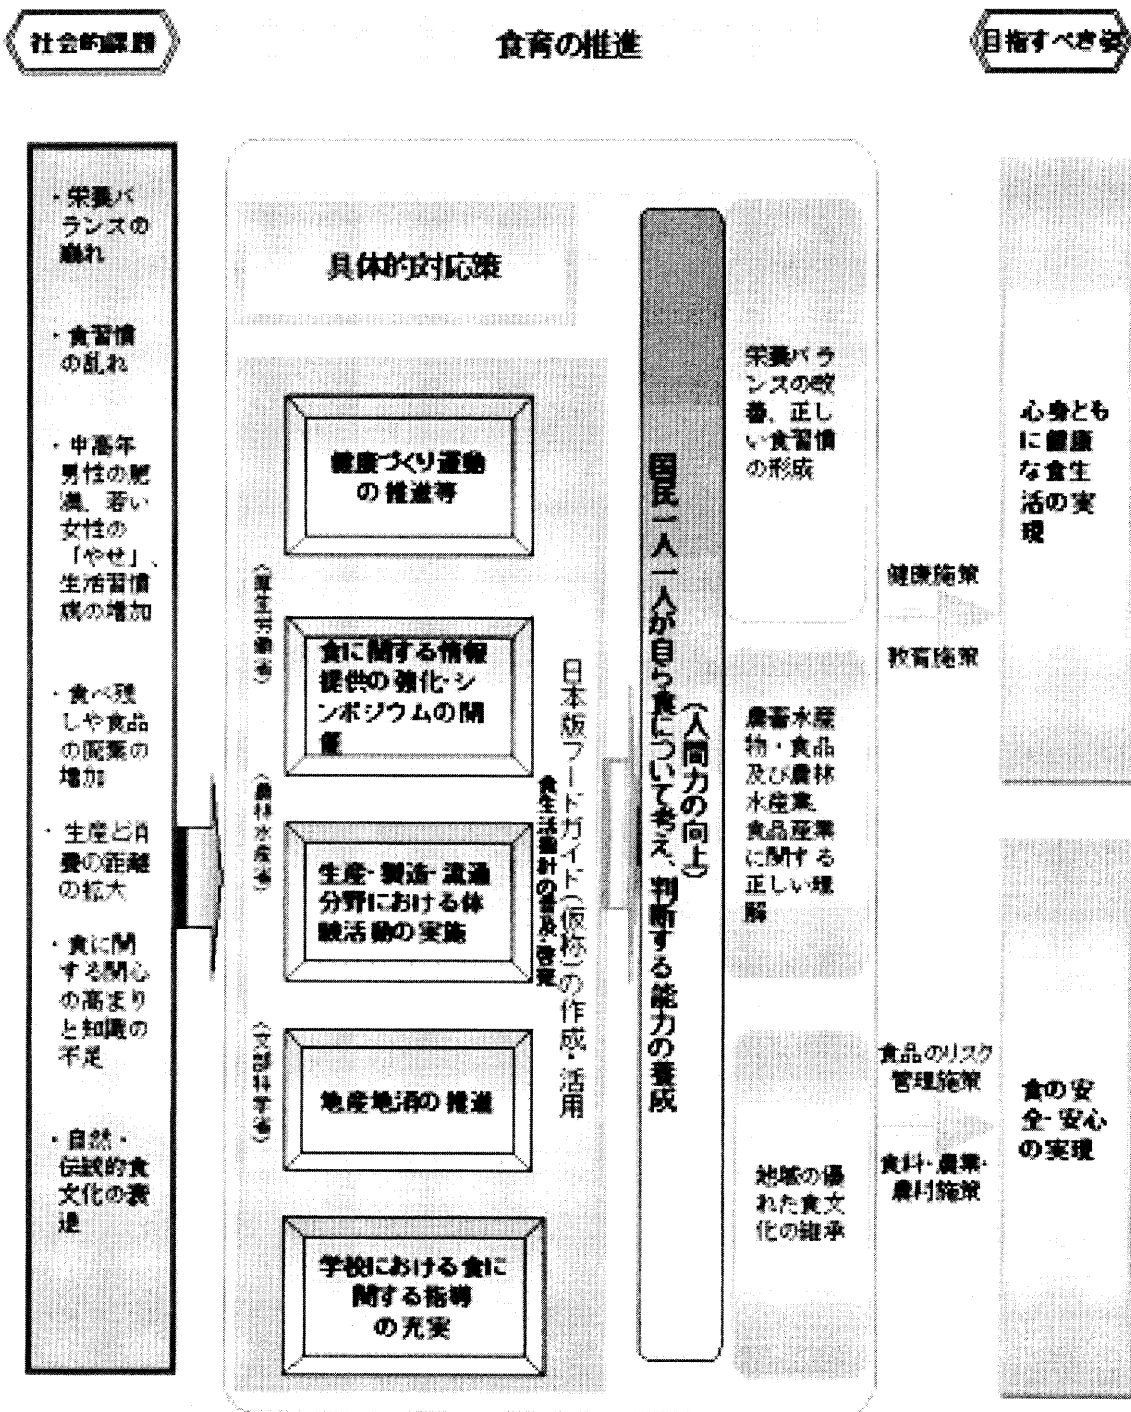 社会的課題
食育の推進
目指すべき姿
・栄養バ
ランスの
崩れ
・食習慣
の乱れ
・中高年
男性の肥
満、若い
女性の
「やせ」、
生活習慣
病の増加
・食べ残
しや食品
の廃棄の
増加
・生産と消
費の距離
の拡大
・食に関
する関心
の高まり
と知識の
不足
・自然・
伝統的食
文化の衰
退
具体的対応策
健康づくり運動
の推進等
食に関する情報
提供の強化・シ
ンポジウムの開
催
生産・製造・流通
分野における体
験活動の実施
地産地消の推進
学校における食に
関する指導
の充実
（厚生労働省）
（農林水産省）
（文部科学省）
食生活指針の普及・啓発
日本版フードガイド（仮称）の作成・活用
国民一人一人が自ら食について考え、判断する能力の養成
（人間力の向上）
栄養バラ
ンスの改
善、正し
い食習慣
の形成
農畜水産
物・食品
及び農林
水産業、
食品産業
に関する
正しい理
解
地域の優
れた食文
化の継承
健康施策
教育施策
食品のリスク
管理施策
食料・農業・
農村施策
心身とも
に健康
な食生
活の実
現
食の安
全・安心
の実現